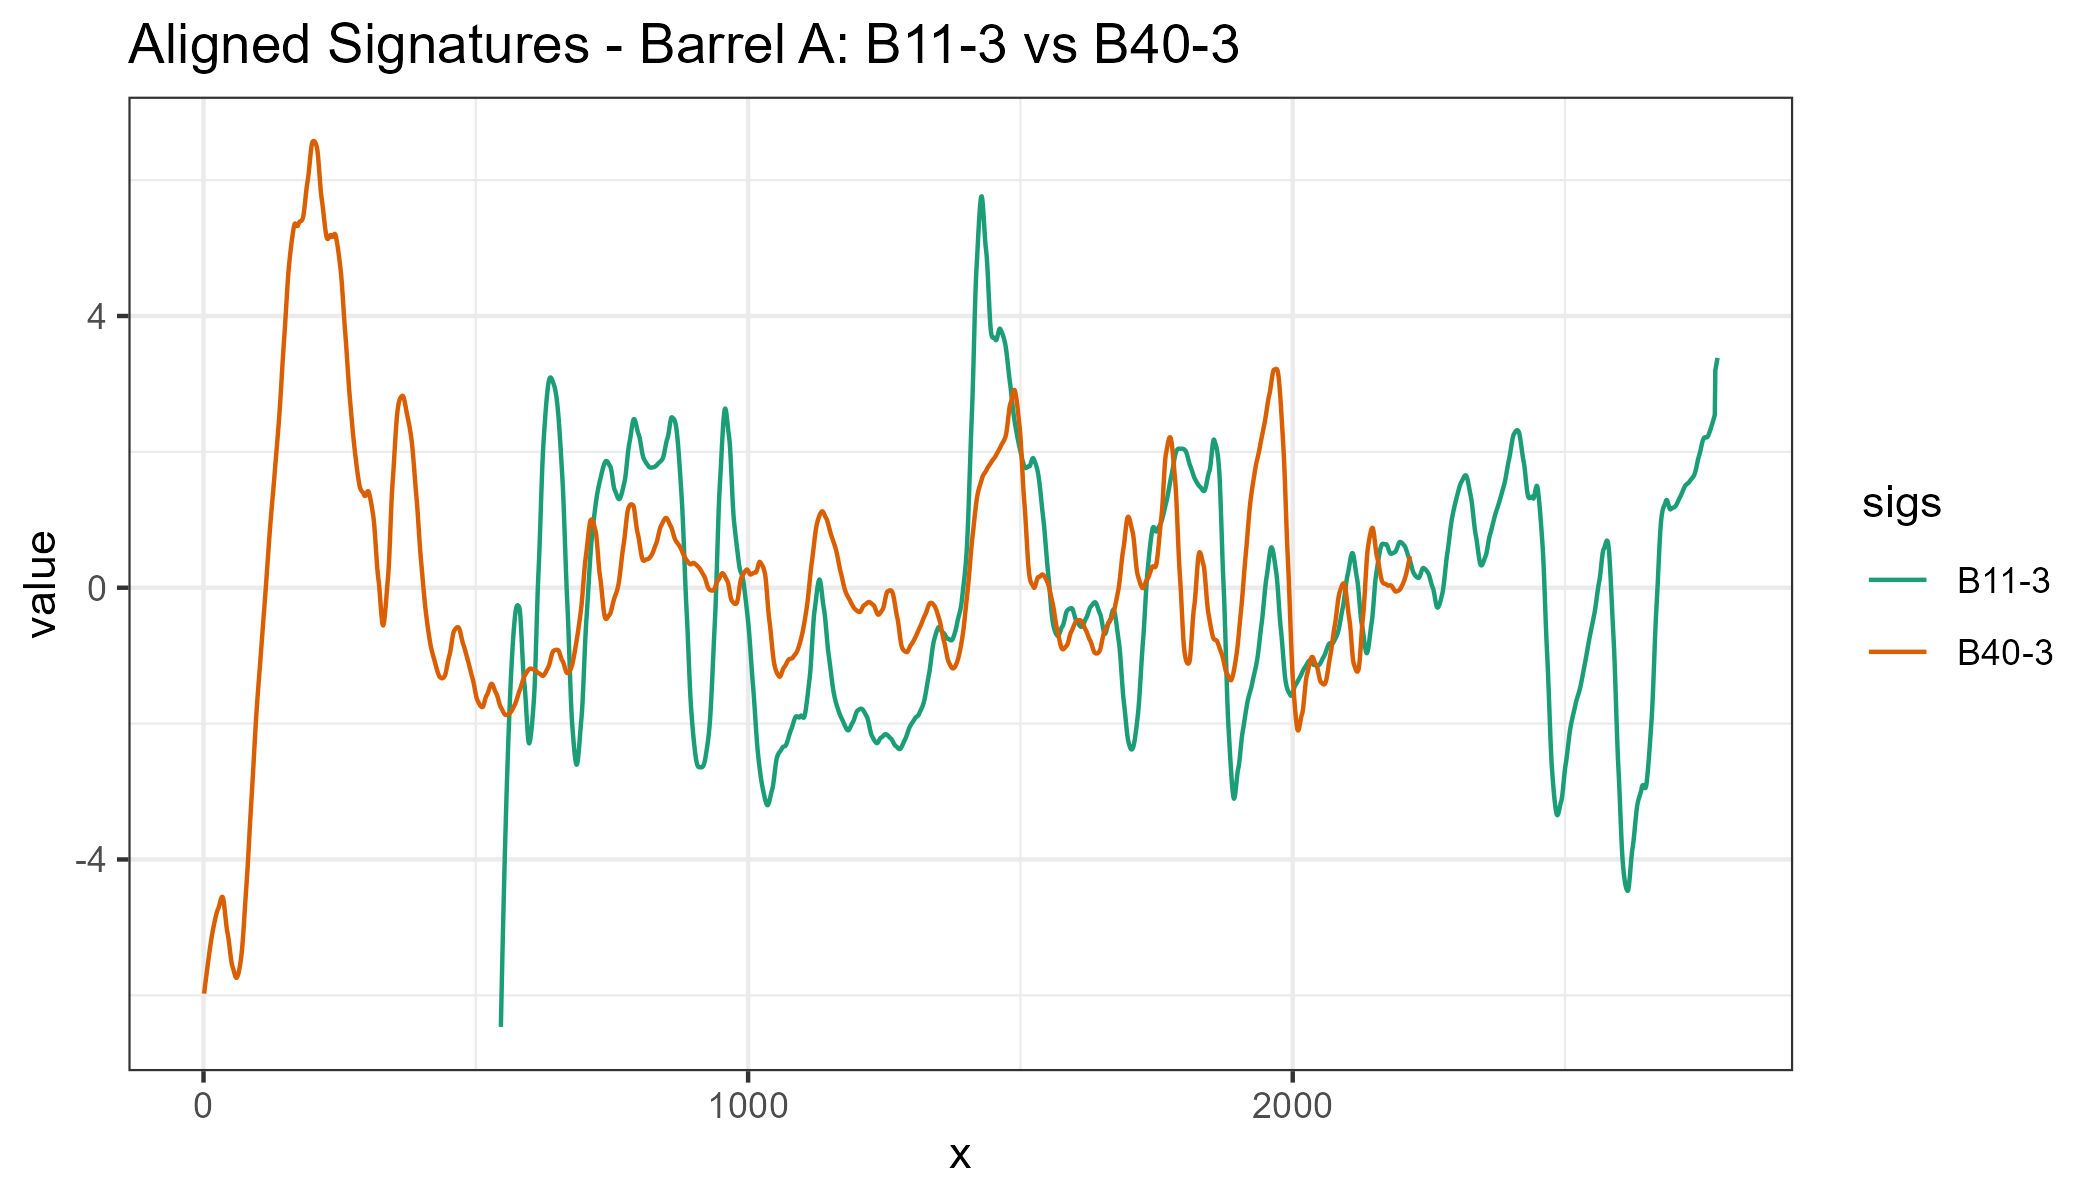 Aligned Signatures - Barrel A: B11-3 vs B40-3
value
4
0
-4
0
1000
2000
x
sigs
B11-3
B40-3